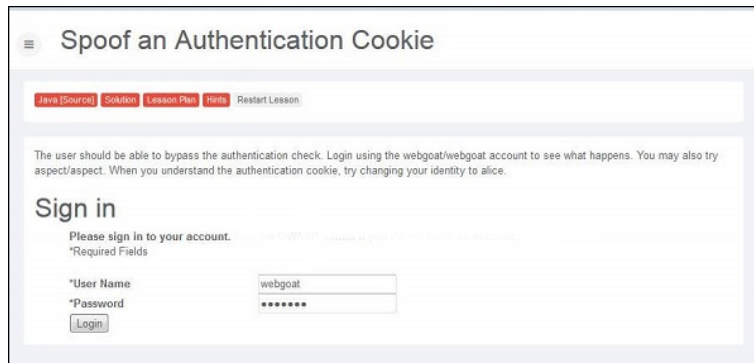 Spoof an Authentication Cookie
Java [Source] Solution Lesson Plan Hints Restart Lesson
The user should be able to bypass the authentication check. Login using the webgoat/webgoat account to see what happens. You may also try
aspect/aspect. When you understand the authentication cookie, try changing your identity to alice.
Sign in
Please sign in to your account.
*Required Fields
*User Name webgoat
*Password •••••••
Login